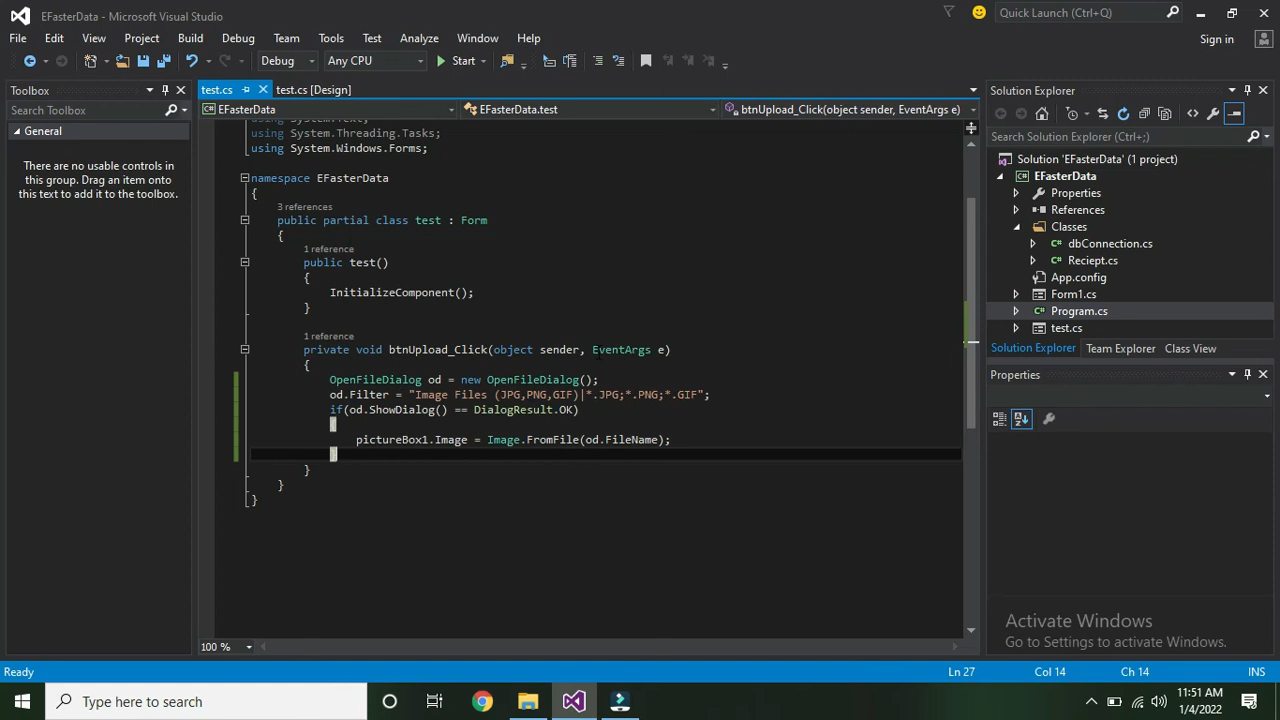 EFasterData - Microsoft Visual Studio
Quick Launch (Ctrl+Q)
File Edit View Project Build Debug Team Tools Test Analyze Window Help
Sign in
Debug Any CPU Start
Toolbox
Search Toolbox
General
There are no usable controls in this group. Drag an item onto this text to add it to the toolbox.
test.cs test.cs [Design]
EFasterData EFasterData.test btnUpload_Click(object sender, EventArgs e)
using System.Text;
using System.Threading.Tasks;
using System.Windows.Forms;
namespace EFasterData
{
3 references
public partial class test : Form
{
1 reference
public test()
{
InitializeComponent();
}
1 reference
private void btnUpload_Click(object sender, EventArgs e)
{
OpenFileDialog od = new OpenFileDialog();
od.Filter = "Image Files (JPG,PNG,GIF)|*.JPG;*.PNG;*.GIF";
if(od.ShowDialog() == DialogResult.OK)
{
pictureBox1.Image = Image.FromFile(od.FileName);
}
}
}
}
100 %
Solution Explorer
Search Solution Explorer (Ctrl+;)
Solution 'EFasterData' (1 project)
EFasterData
Properties
References
Classes
dbConnection.cs
Reciept.cs
App.config
Form1.cs
Program.cs
test.cs
Solution Explorer Team Explorer Class View
Properties
Activate Windows
Go to Settings to activate Windows.
Ready Ln 27 Col 14 Ch 14 INS
Type here to search
11:51 AM
1/4/2022